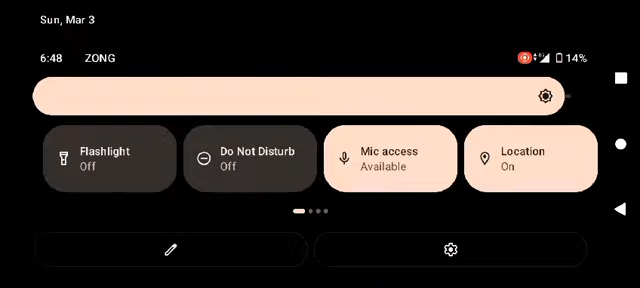 Sun, Mar 3
6:48 ZONG 14%
Flashlight
Off
Do Not Disturb
Off
Mic access
Available
Location
On